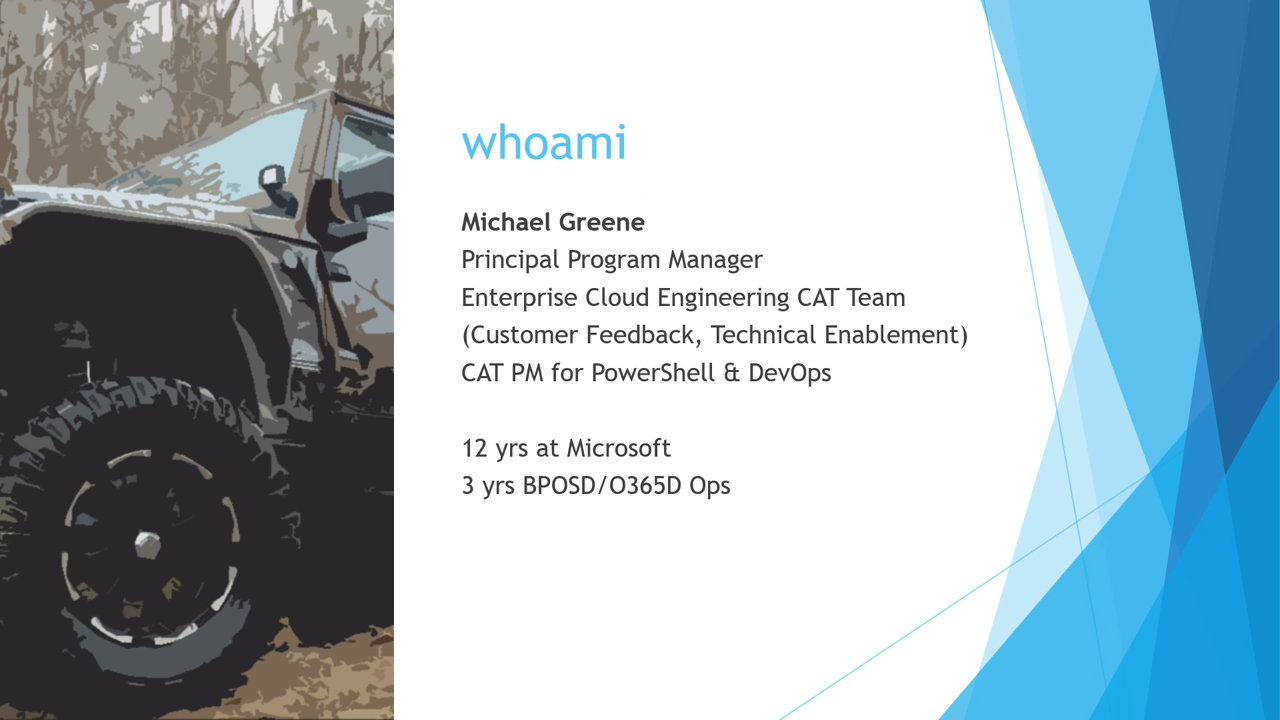 whoami
Michael Greene
Principal Program Manager
Enterprise Cloud Engineering CAT Team
(Customer Feedback, Technical Enablement)
CAT PM for PowerShell & DevOps
12 yrs at Microsoft
3 yrs BPOSD/O365D Ops